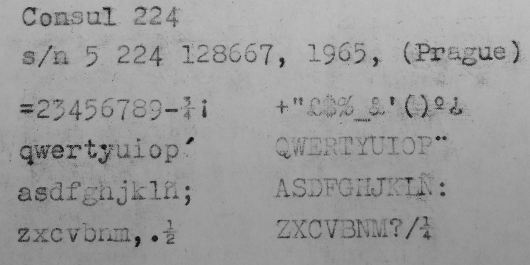 Consul 224
s/n 5 224 128667, 1965, (Prague)
=23456789-¾¡ +"£$%_&'()º¿
qwertyuiop´ QWERTYUIOP¨
asdfghjklñ; ASDFGHJKLÑ:
zxcvbnm,.½ ZXCVBNM?/¼